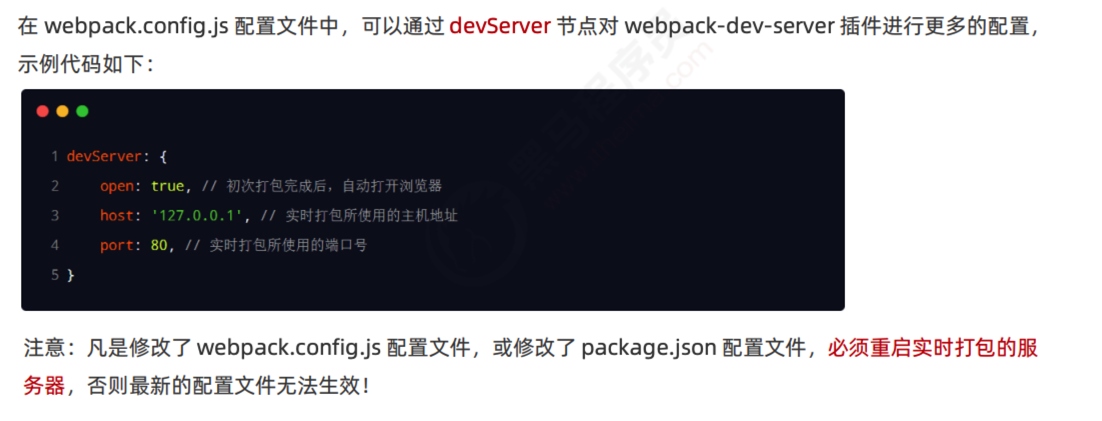 在 webpack.config.js 配置文件中，可以通过 devServer 节点对 webpack-dev-server 插件进行更多的配置，
示例代码如下：
1 devServer: {
2 open: true, // 初次打包完成后，自动打开浏览器
3 host: '127.0.0.1', // 实时打包所使用的主机地址
4 port: 80, // 实时打包所使用的端口号
5 }
注意：凡是修改了 webpack.config.js 配置文件，或修改了 package.json 配置文件，必须重启实时打包的服
务器，否则最新的配置文件无法生效！
黑马程序员